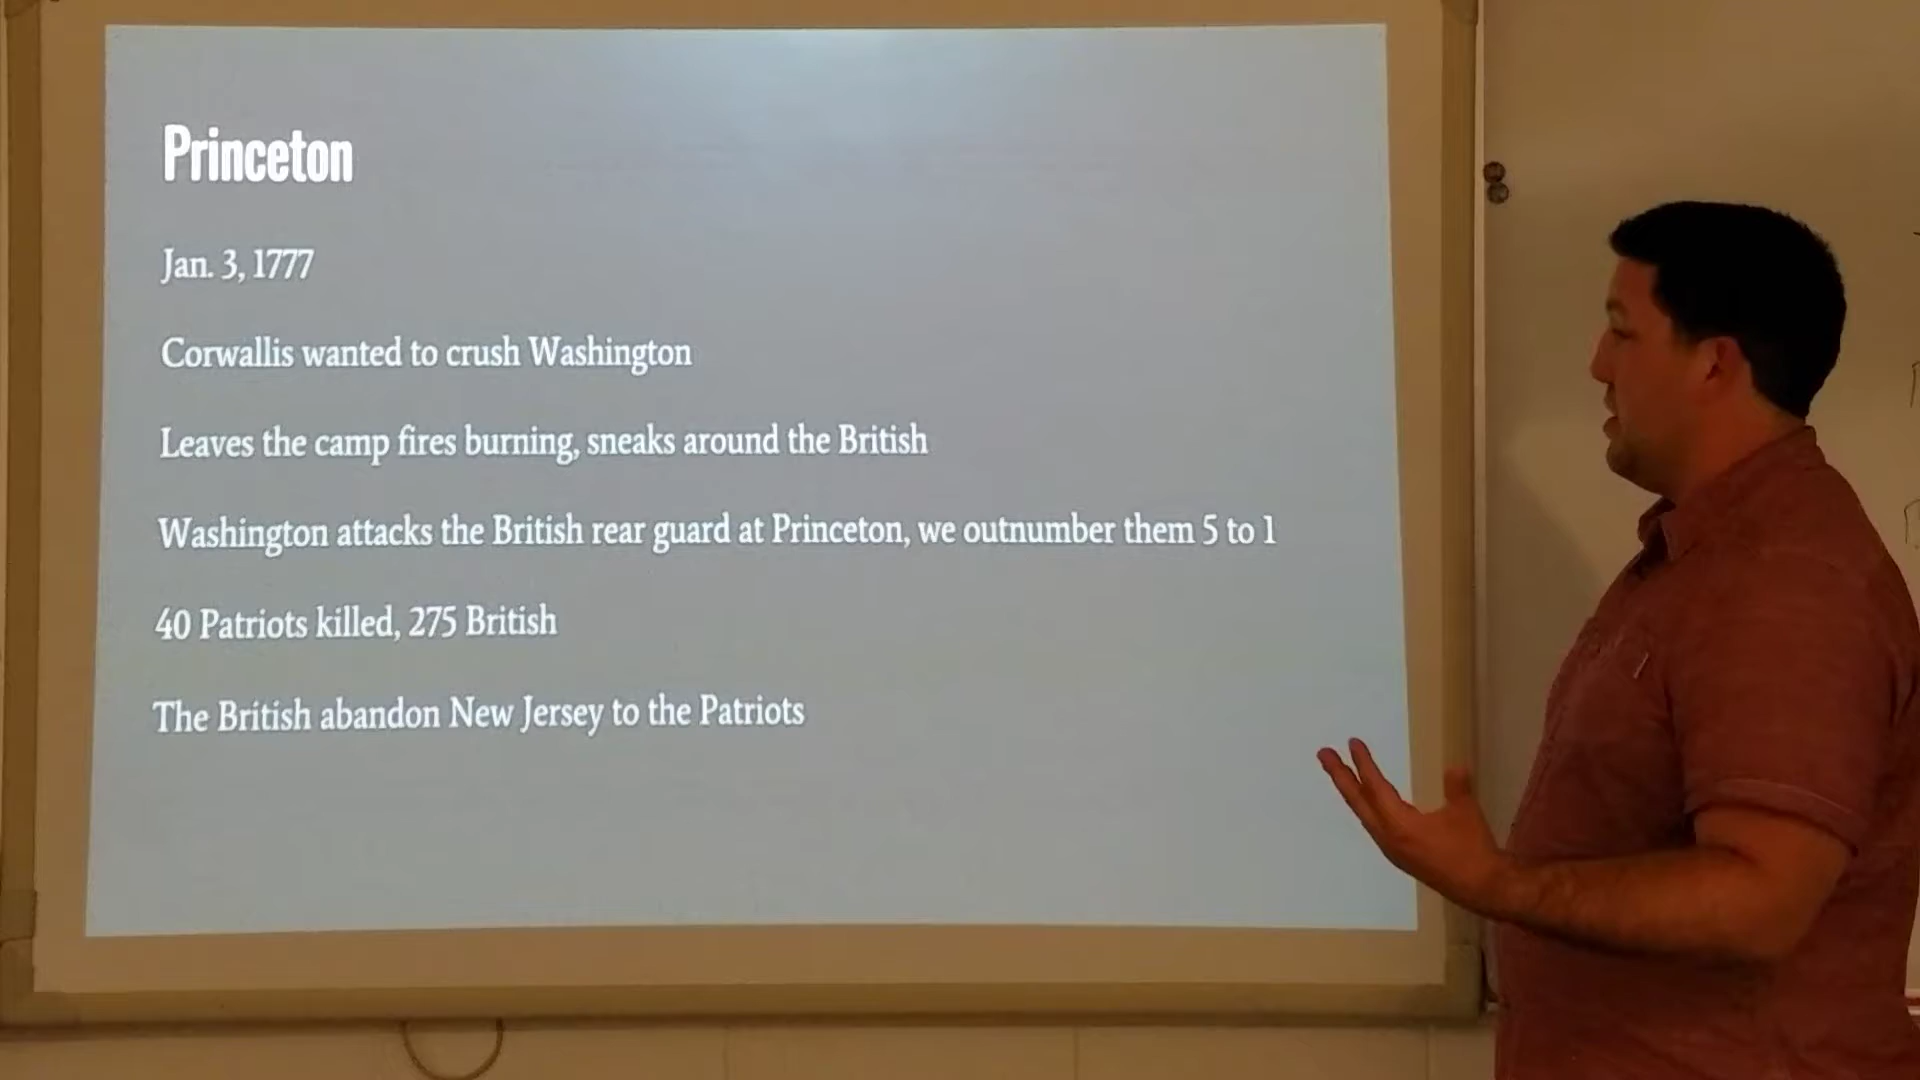 Princeton
Jan. 3, 1777
Corwallis wanted to crush Washington
Leaves the camp fires burning, sneaks around the British
Washington attacks the British rear guard at Princeton, we outnumber them 5 to 1
40 Patriots killed, 275 British
The British abandon New Jersey to the Patriots